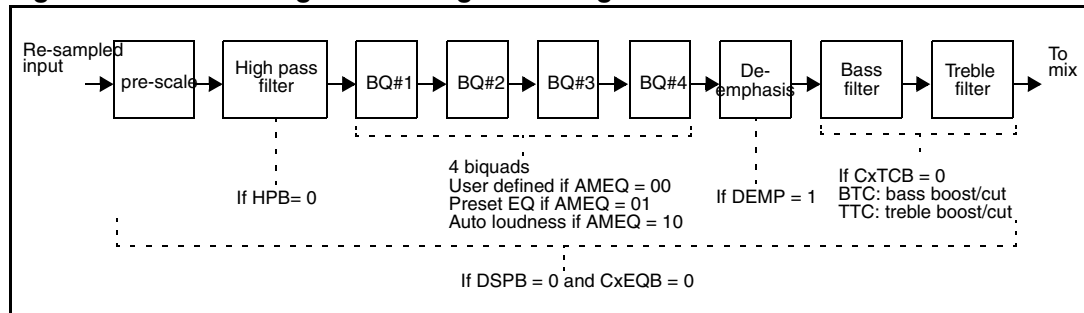 Re-sampled
input
pre-scale
High pass
filter
BQ#1
BQ#2
BQ#3
BQ#4
De-
emphasis
Bass
filter
Treble
filter
To
mix
If HPB= 0
4 biquads
User defined if AMEQ = 00
Preset EQ if AMEQ = 01
Auto loudness if AMEQ = 10
If DEMP = 1
If CxTCB = 0
BTC: bass boost/cut
TTC: treble boost/cut
If DSPB = 0 and CxEQB = 0